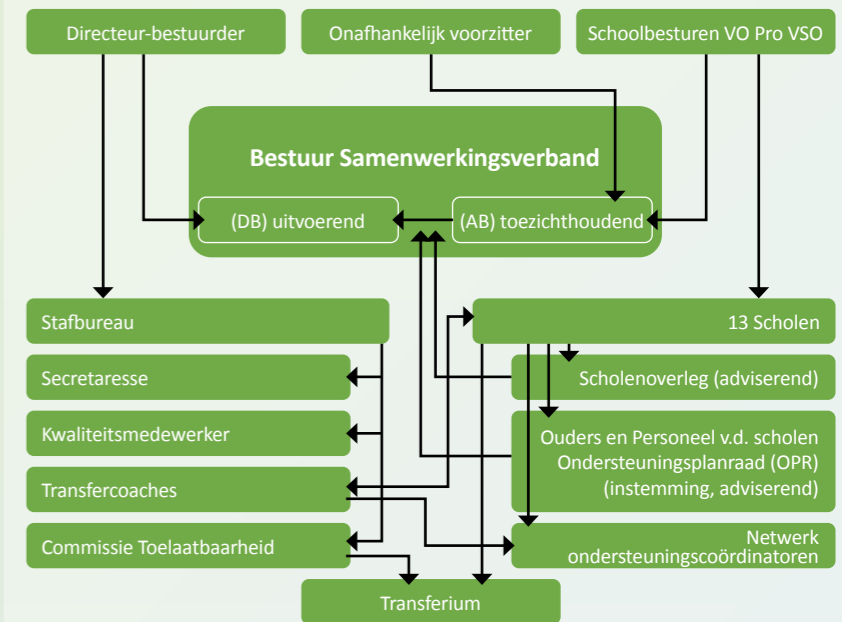 Directeur-bestuurder
Onafhankelijk voorzitter
Schoolbesturen VO Pro VSO
Bestuur Samenwerkingsverband
(DB) uitvoerend
(AB) toezichthoudend
Stafbureau
13 Scholen
Secretaresse
Scholenoverleg (adviserend)
Kwaliteitsmedewerker
Ouders en Personeel v.d. scholen
Ondersteuningsplanraad (OPR)
(instemming, adviserend)
Transfercoaches
Commissie Toelaatbaarheid
Netwerk
ondersteuningscoördinatoren
Transferium